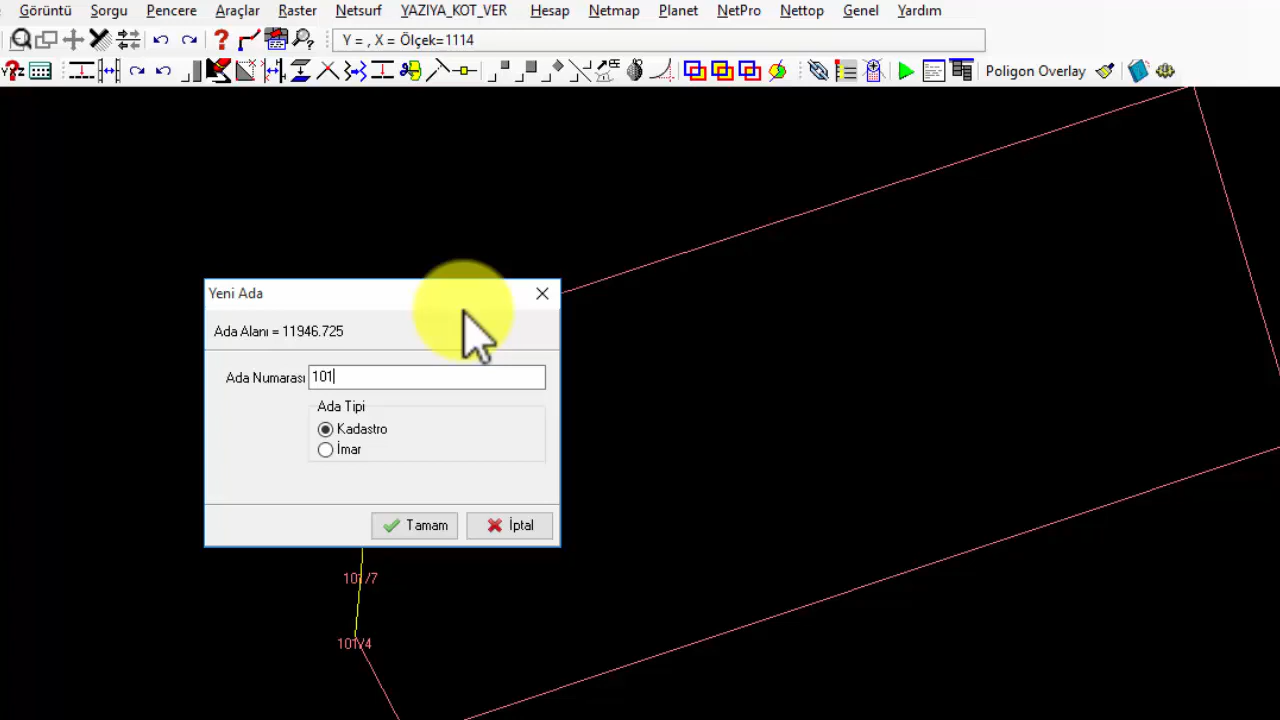 Görüntü Sorgu Pencere Araçlar Raster Netsurf YAZIYA_KOT_VER Hesap Netmap Planet NetPro Nettop Genel Yardım
Y = , X = Ölçek=1114
Poligon Overlay
Yeni Ada
Ada Alanı = 11946.725
Ada Numarası 101
Ada Tipi
Kadastro
İmar
Tamam İptal
101/7
101/4